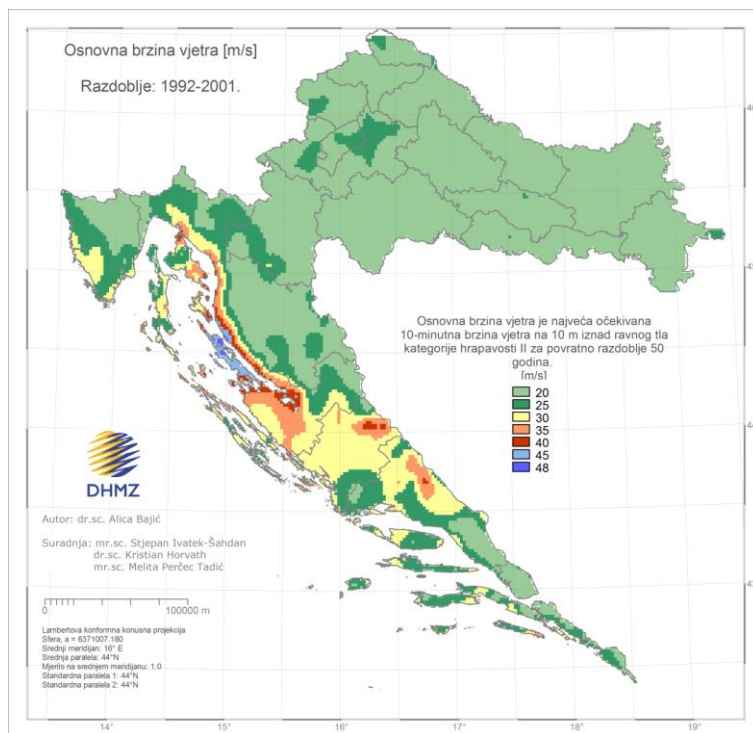 Osnovna brzina vjetra [m/s]
Razdoblje: 1992-2001.
Osnovna brzina vjetra je najveća očekivana
10-minutna brzina vjetra na 10 m iznad ravnog tla
kategorije hrapavosti II za povratno razdoblje 50
godina.
[m/s]
20
25
30
35
40
45
48
DHMZ
Autor: dr.sc. Alica Bajić
Suradnja: mr.sc. Stjepan Ivatek-Šahdan
dr.sc. Kristian Horvath
mr.sc. Melita Perčec Tadić
0 100000 m
Lambertova konformna konusna projekcija
Sfera, a = 6371007.180
Srednji meridijan: 16° E
Srednja paralela: 44°N
Mjerilo na srednjem meridijanu: 1.0
Standardna paralela 1: 44°N
Standardna paralela 2: 44°N
14° 15° 16° 17° 18° 19°